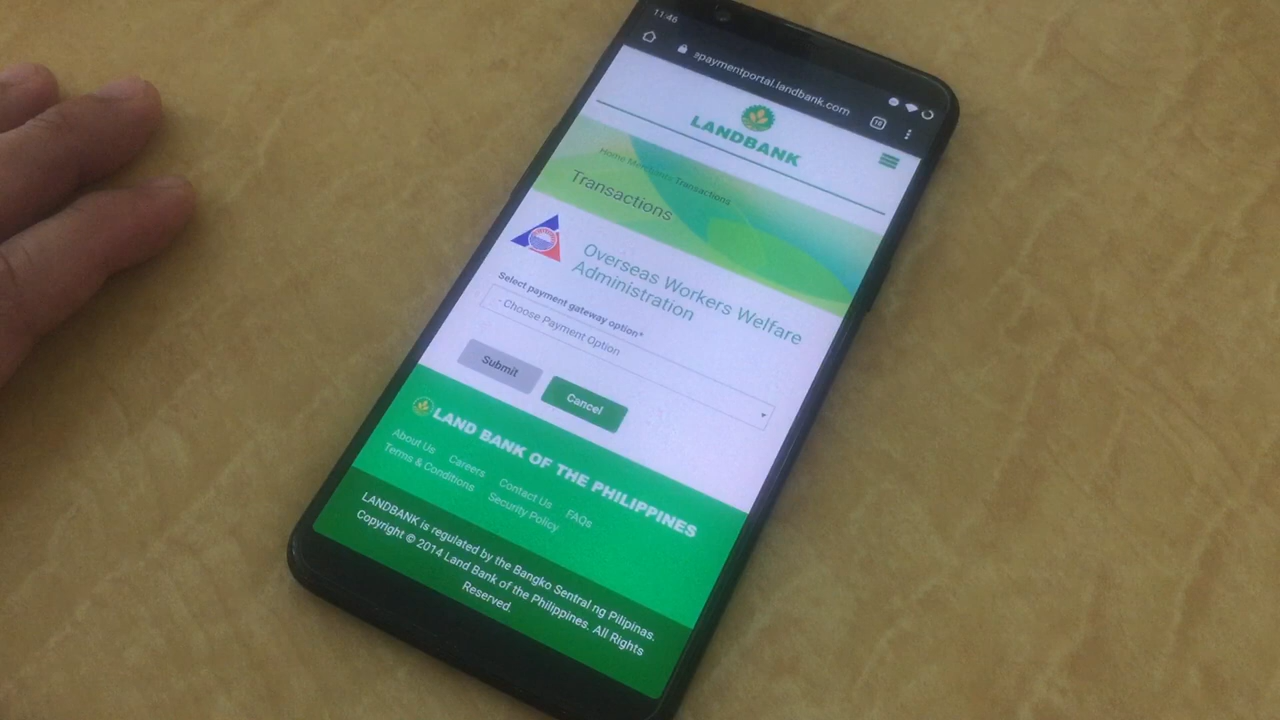 11:46
epaymentportal.landbank.com
16
LANDBANK
Home Merchants Transactions
Transactions
Overseas Workers Welfare
Administration
Select payment gateway option*
- Choose Payment Option
Submit
Cancel
LAND BANK OF THE PHILIPPINES
About Us Careers Contact Us FAQs
Terms & Conditions Security Policy
LANDBANK is regulated by the Bangko Sentral ng Pilipinas.
Copyright © 2014 Land Bank of the Philippines. All Rights
Reserved.